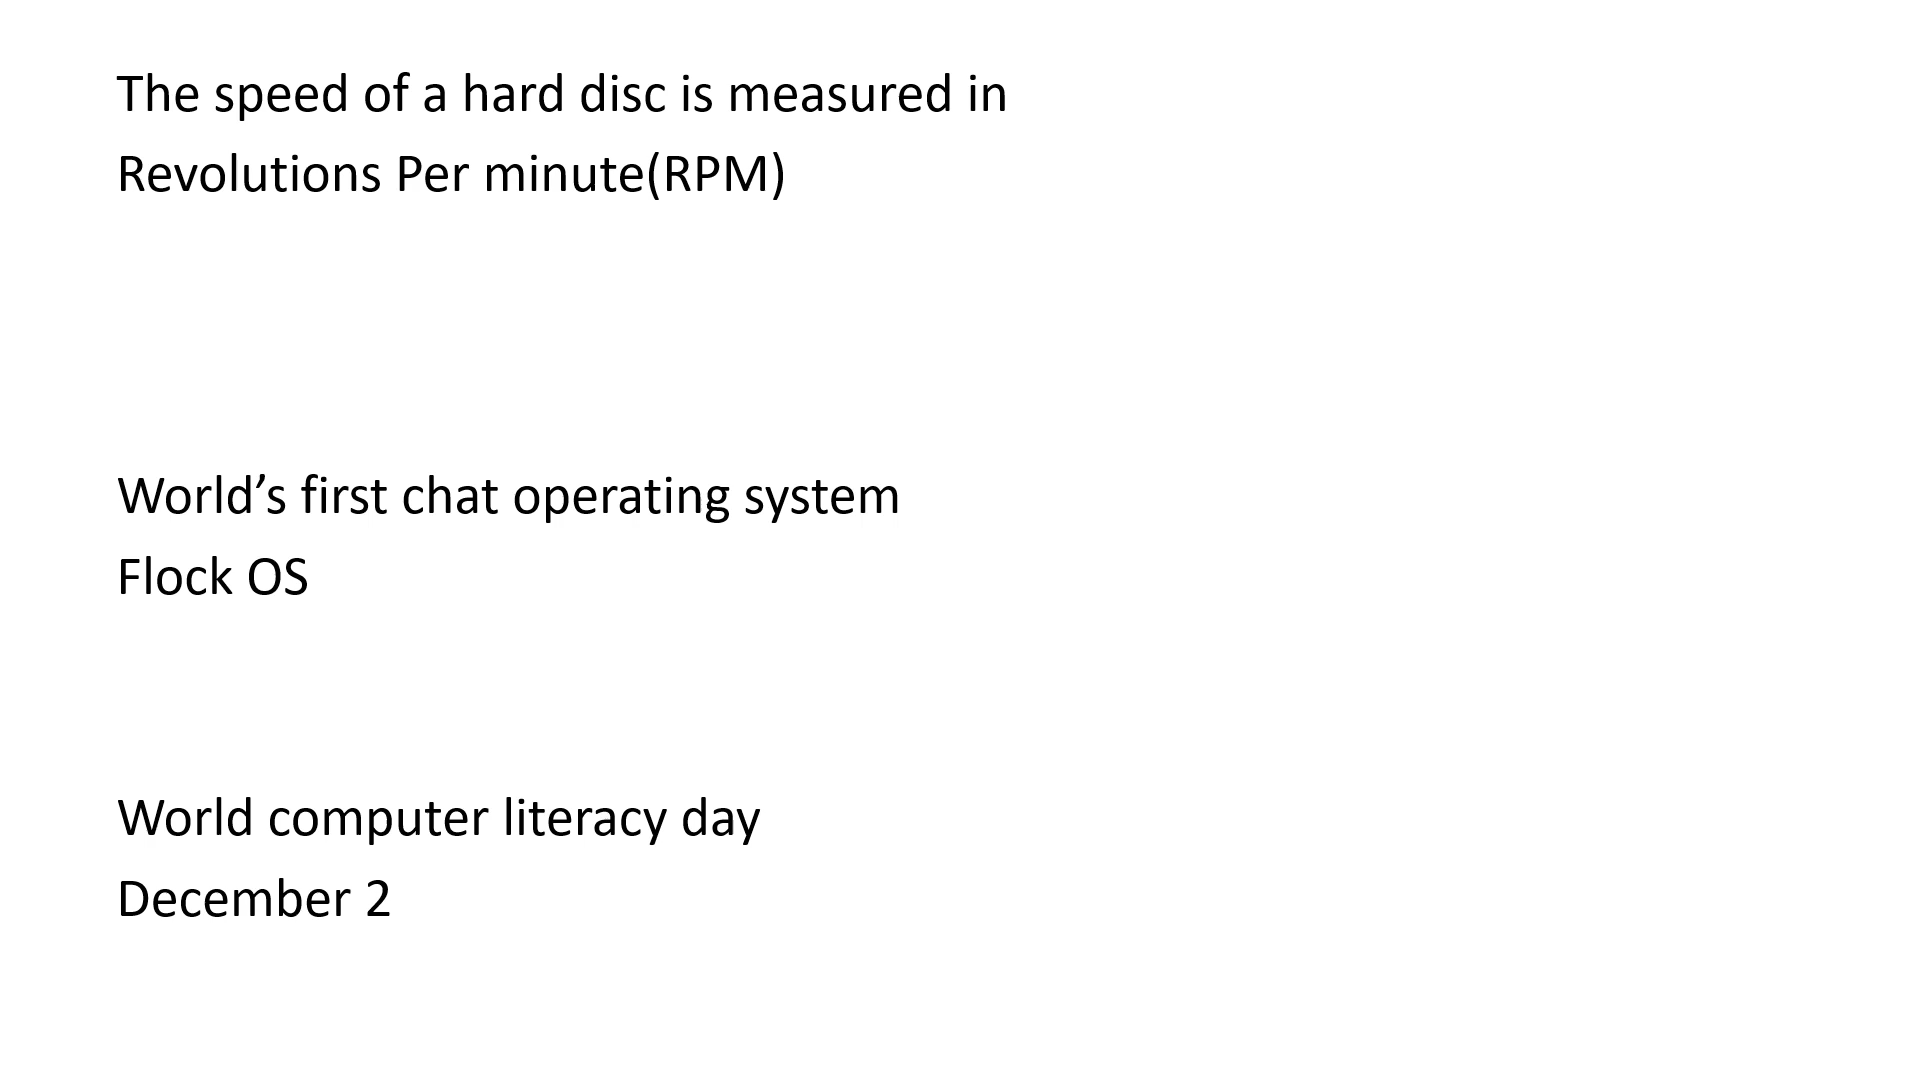 The speed of a hard disc is measured in
Revolutions Per minute(RPM)
World’s first chat operating system
Flock OS
World computer literacy day
December 2